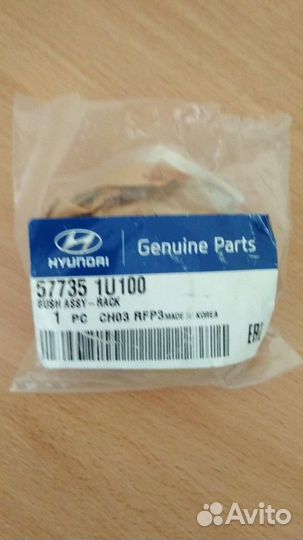 HYUNDAI
Genuine Parts
57735 1U100
BUSH ASSY-RACK
1 PC CH03 RFP3 MADE IN KOREA
EAC
Avito